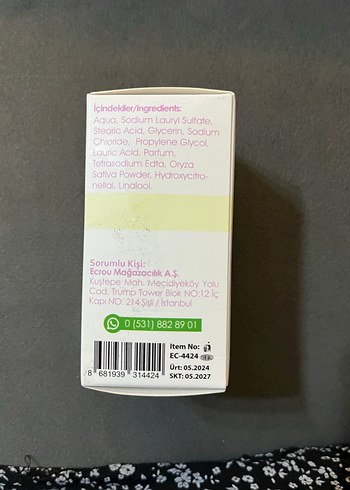 İçindekiler/ingredients:
Aqua, Sodium Lauryl Sulfate,
Stearic Acid, Glycerin, Sodium
Chloride, Propylene Glycol,
Lauric Acid, Parfum,
Tetrasodium Edta, Oryza
Sativa Powder, Hydroxycitro-
nellal, Linalool.
Sorumlu Kişi:
Ecrou Mağazacılık A.Ş.
Kuştepe Mah. Mecidiyeköy Yolu
Cad. Trump Tower Blok NO:12 İç
Kapı NO: 214 Şişli / İstanbul
0 (531) 882 89 01
Item No:
EC-4424
Ürt: 05.2024
SKT: 05.2027
8 681939 314424